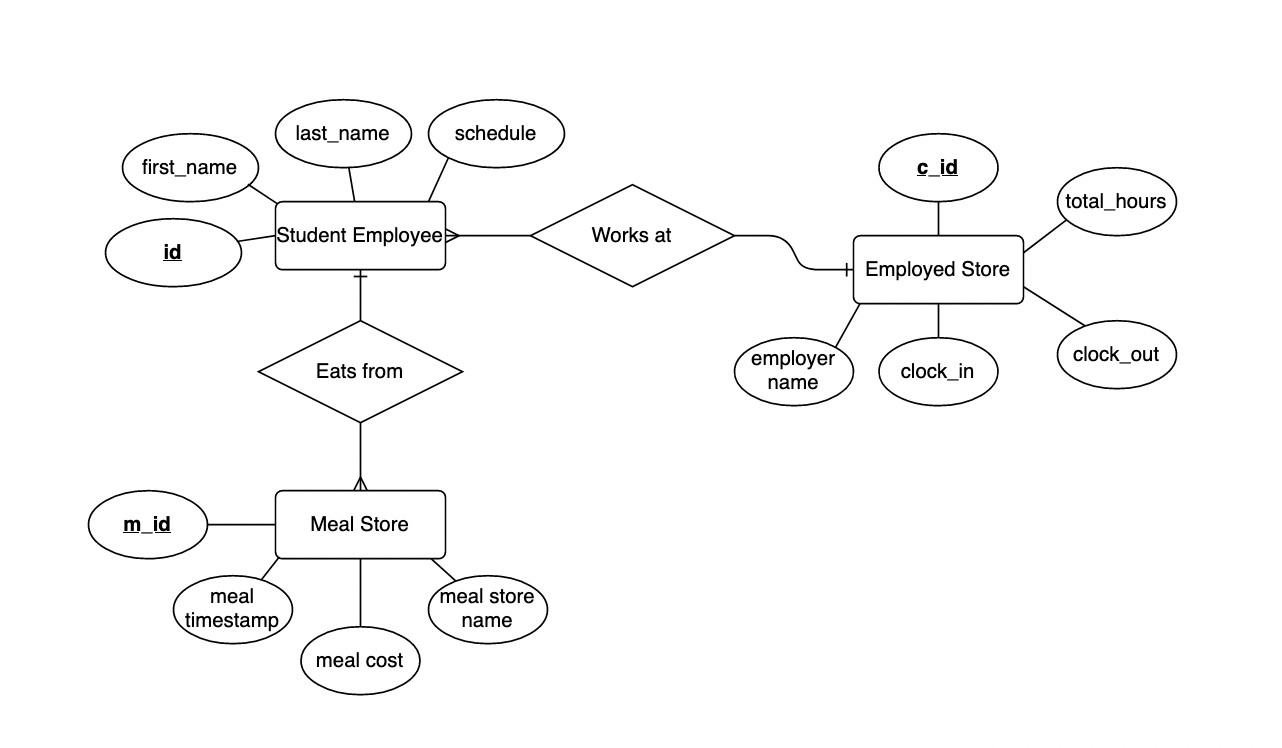 last_name
schedule
first_name
c_id
total_hours
Student Employee
Works at
id
Employed Store
employer
name
clock_in
clock_out
Eats from
m_id
Meal Store
meal
timestamp
meal store
name
meal cost